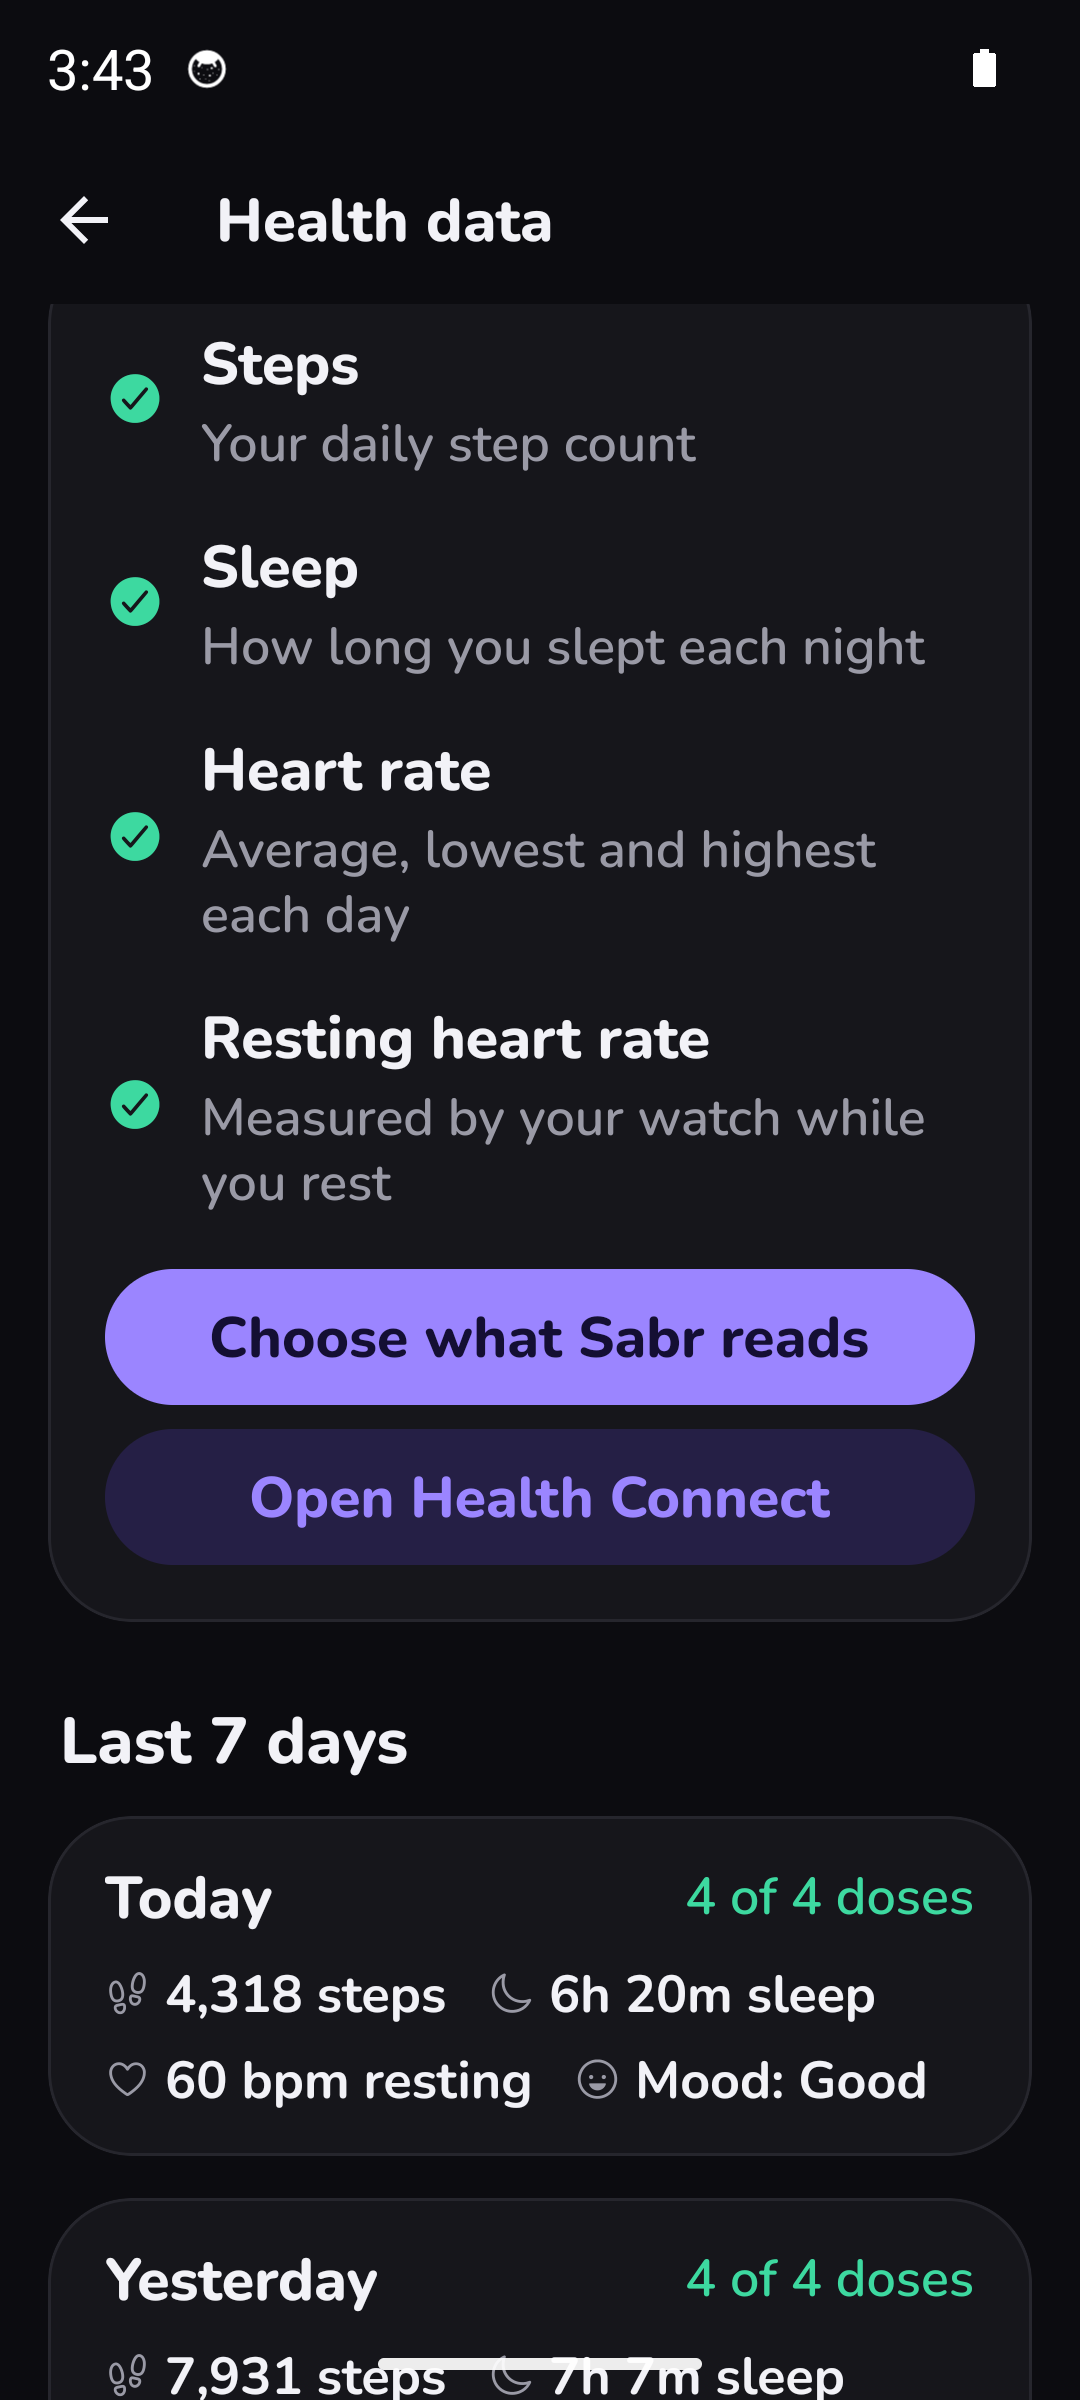 3:43
Health data
Steps
Your daily step count
Sleep
How long you slept each night
Heart rate
Average, lowest and highest
each day
Resting heart rate
Measured by your watch while
you rest
Choose what Sabr reads
Open Health Connect
Last 7 days
Today 4 of 4 doses
4,318 steps 6h 20m sleep
60 bpm resting Mood: Good
Yesterday 4 of 4 doses
7,931 steps 7h 7m sleep